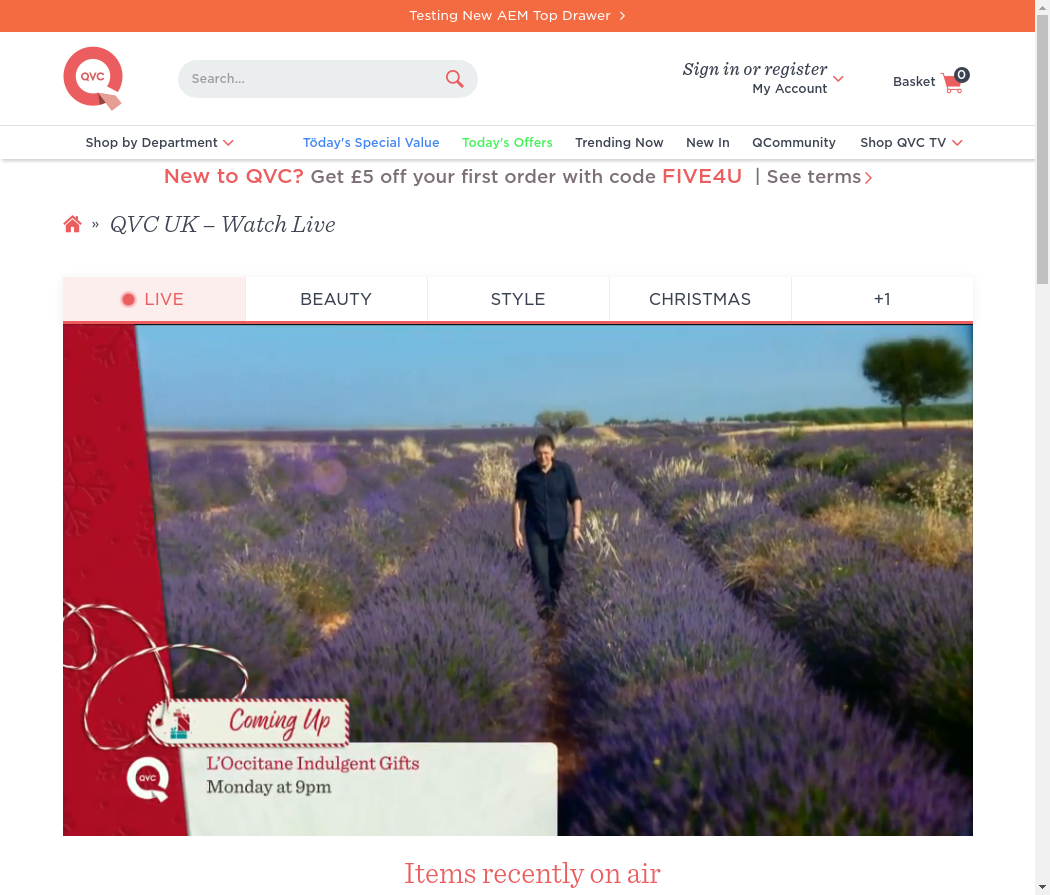 Testing New AEM Top Drawer
QVC
Search...
Sign in or register
My Account
Basket
0
Shop by Department
Töday's Special Value
Today's Offers
Trending Now
New In
QCommunity
Shop QVC TV
New to QVC? Get £5 off your first order with code FIVE4U | See terms
» QVC UK – Watch Live
LIVE
BEAUTY
STYLE
CHRISTMAS
+1
Coming Up
QVC
L'Occitane Indulgent Gifts
Monday at 9pm
Items recently on air